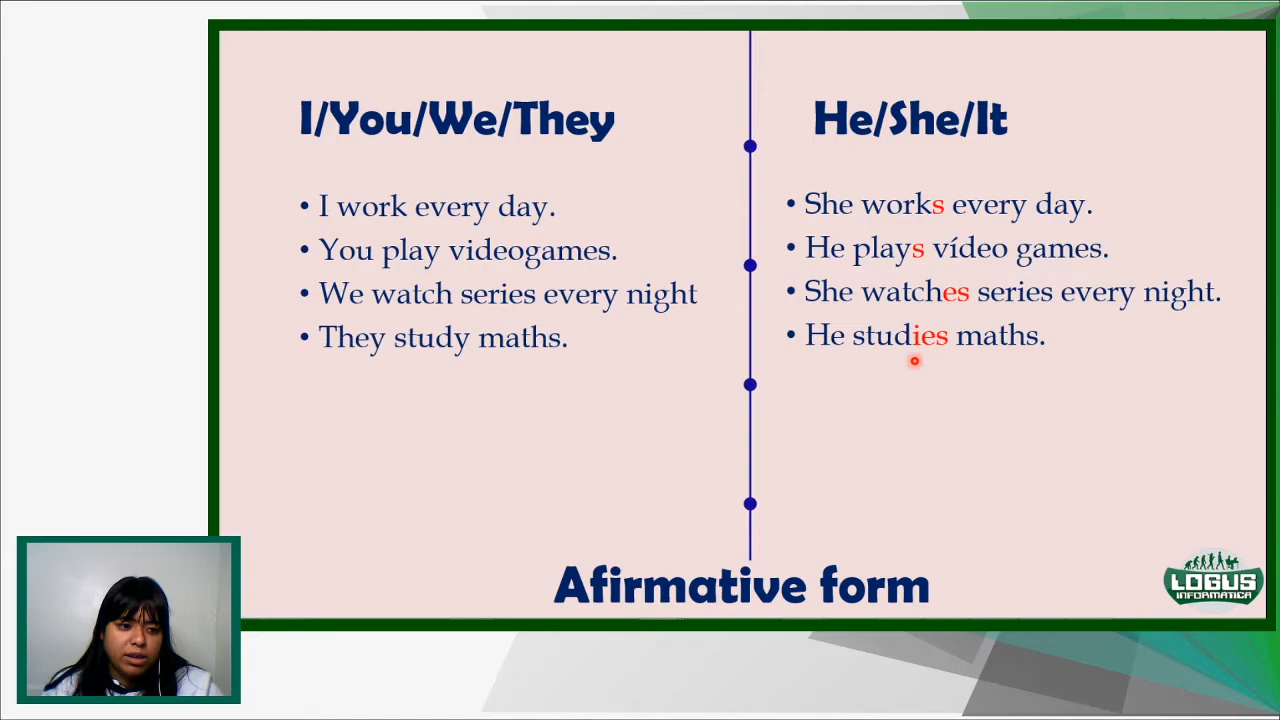 I/You/We/They
• I work every day.
• You play videogames.
• We watch series every night
• They study maths.
He/She/It
• She works every day.
• He plays vídeo games.
• She watches series every night.
• He studies maths.
Afirmative form
LOGUS
INFORMATICA